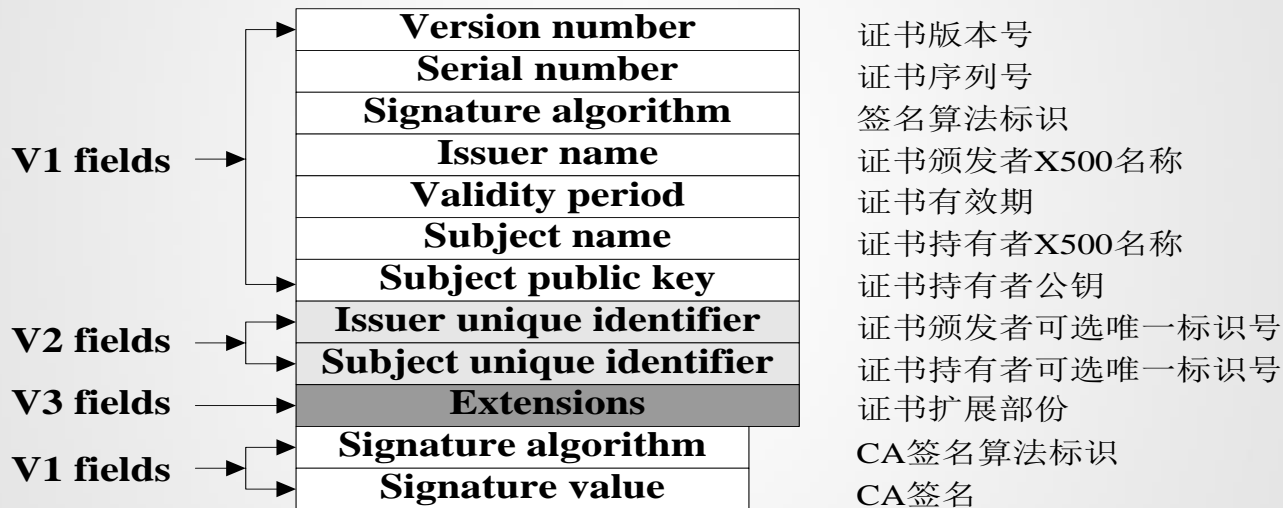 Version number 证书版本号
Serial number 证书序列号
Signature algorithm 签名算法标识
V1 fields Issuer name 证书颁发者X500名称
Validity period 证书有效期
Subject name 证书持有者X500名称
Subject public key 证书持有者公钥
V2 fields Issuer unique identifier 证书颁发者可选唯一标识号
Subject unique identifier 证书持有者可选唯一标识号
V3 fields Extensions 证书扩展部份
V1 fields Signature algorithm CA签名算法标识
Signature value CA签名